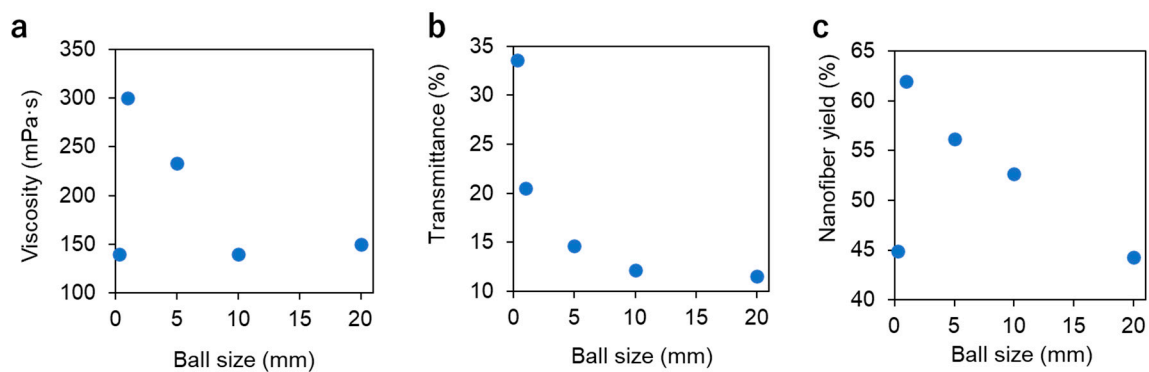 a
350
300
250
200
150
100
Viscosity (mPa·s)
0 5 10 15 20
Ball size (mm)
b
35
30
25
20
15
10
Transmittance (%)
0 5 10 15 20
Ball size (mm)
c
65
60
55
50
45
40
Nanofiber yield (%)
0 5 10 15 20
Ball size (mm)